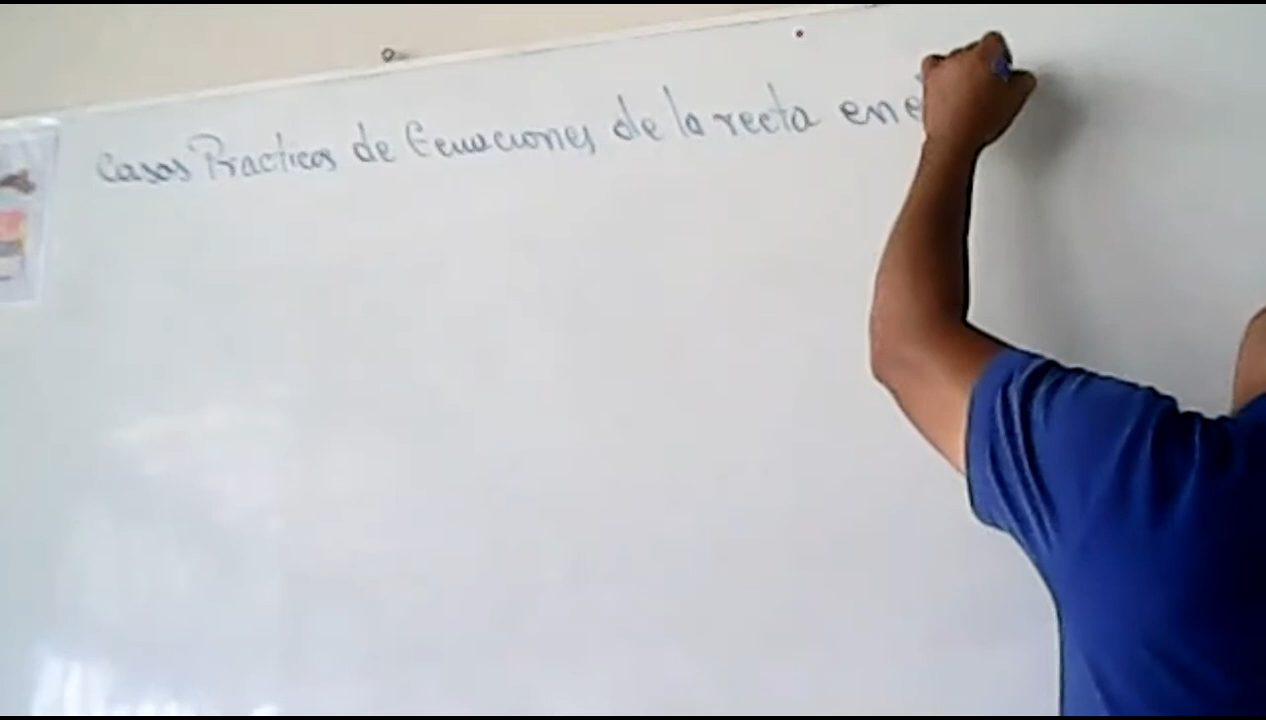 Casos Practicos de Ecuaciones de la recta en e